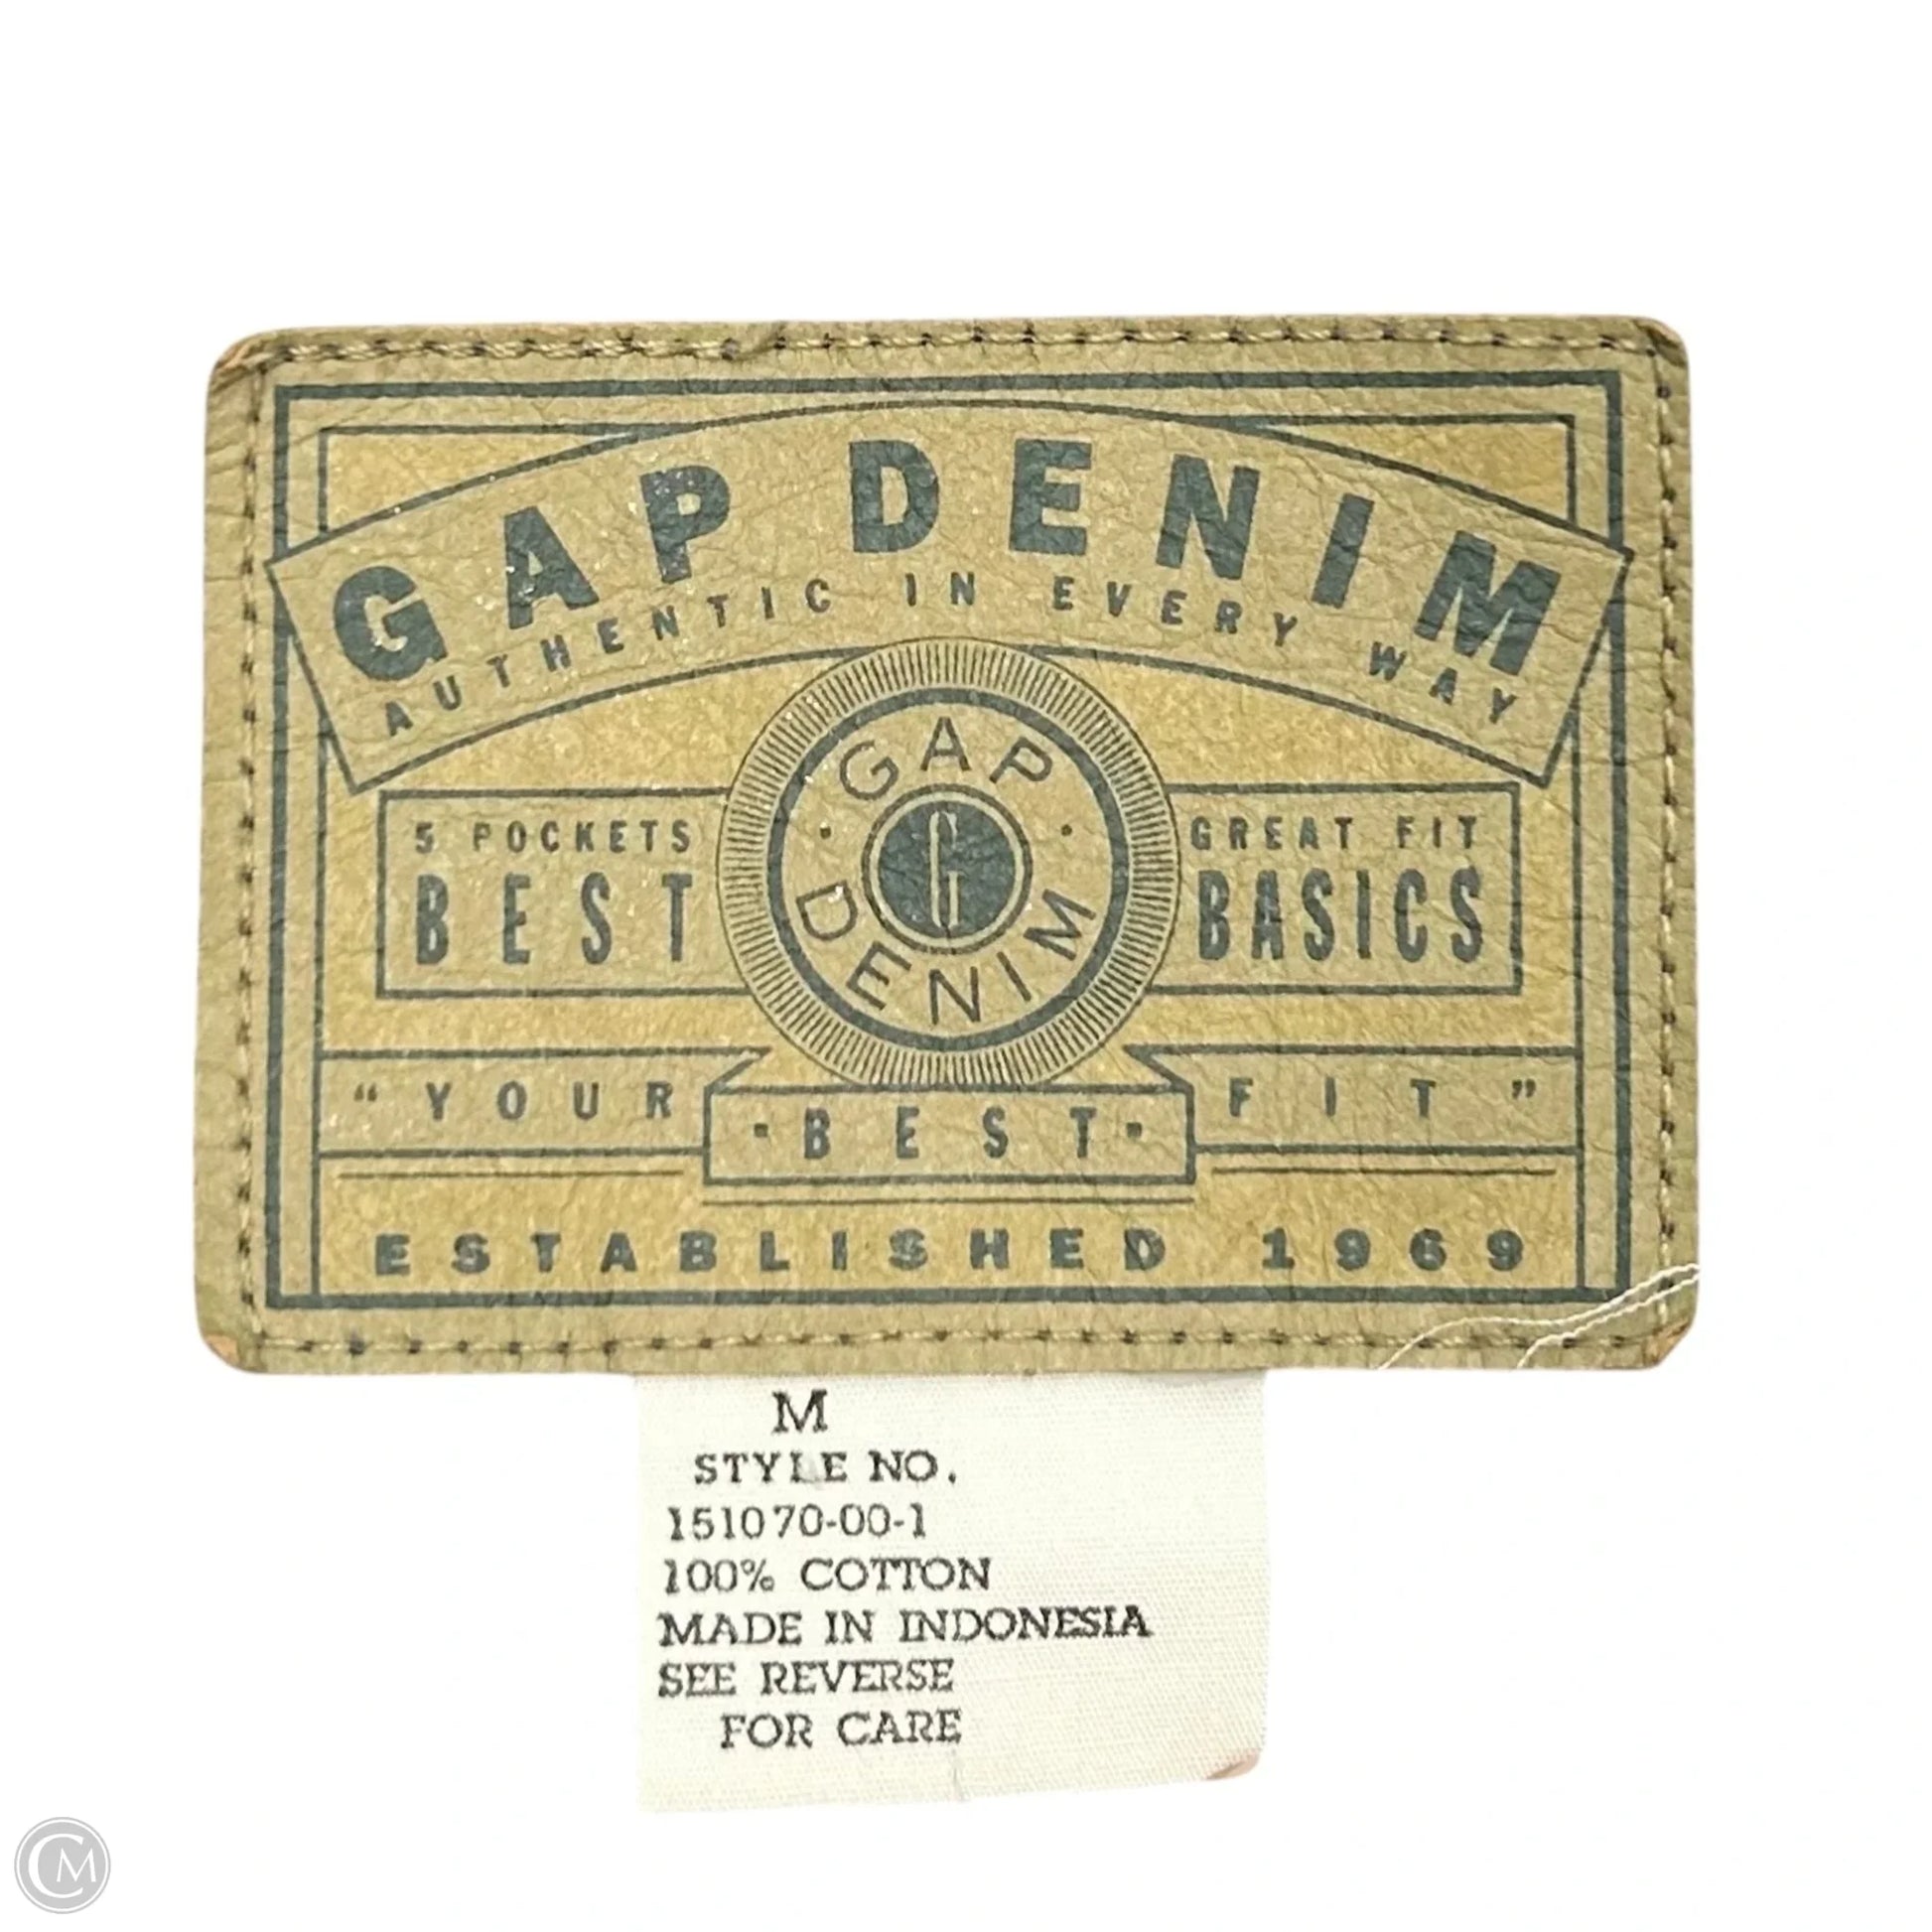 GAP DENIM
AUTHENTIC IN EVERY WAY
GAP
5 POCKETS
BEST
G
GREAT FIT
BASICS
DENIM
"YOUR
·BEST·
FIT"
ESTABLISHED 1969
M
STYLE NO.
151070-00-1
100% COTTON
MADE IN INDONESIA
SEE REVERSE
FOR CARE
CM